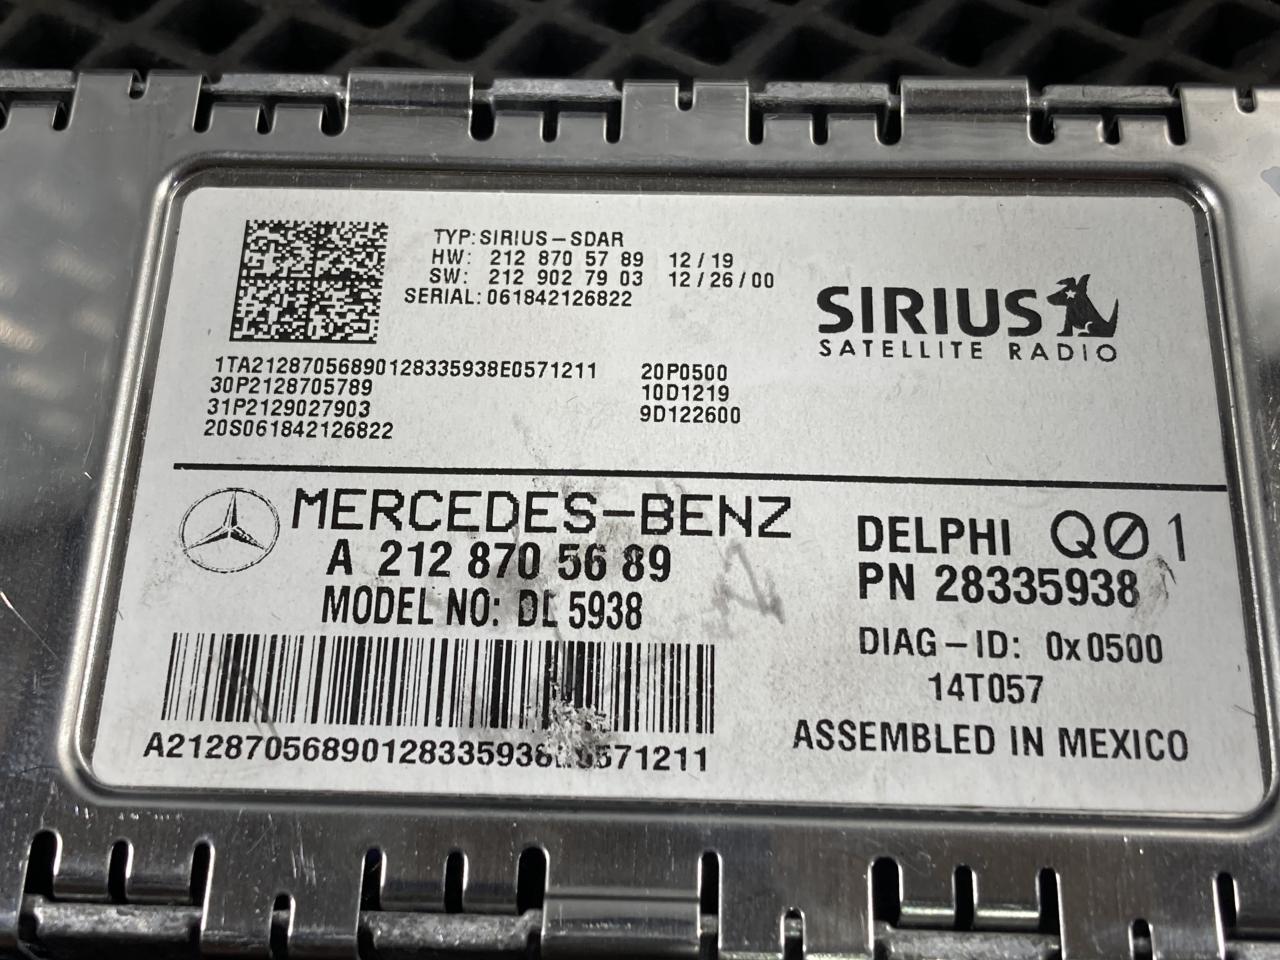 TYP: SIRIUS-SDAR
HW: 212 870 57 89 12/19
SW: 212 902 79 03 12/26/00
SERIAL: 061842126822
SIRIUS
SATELLITE RADIO
1TA21287056890128335938E0571211 20P0500
30P2128705789 10D1219
31P2129027903 9D122600
20S061842126822
MERCEDES-BENZ
A 212 870 56 89
MODEL NO: DL 5938
DELPHI Q01
PN 28335938
DIAG-ID: 0x0500
14T057
ASSEMBLED IN MEXICO
A21287056890128335938E0571211